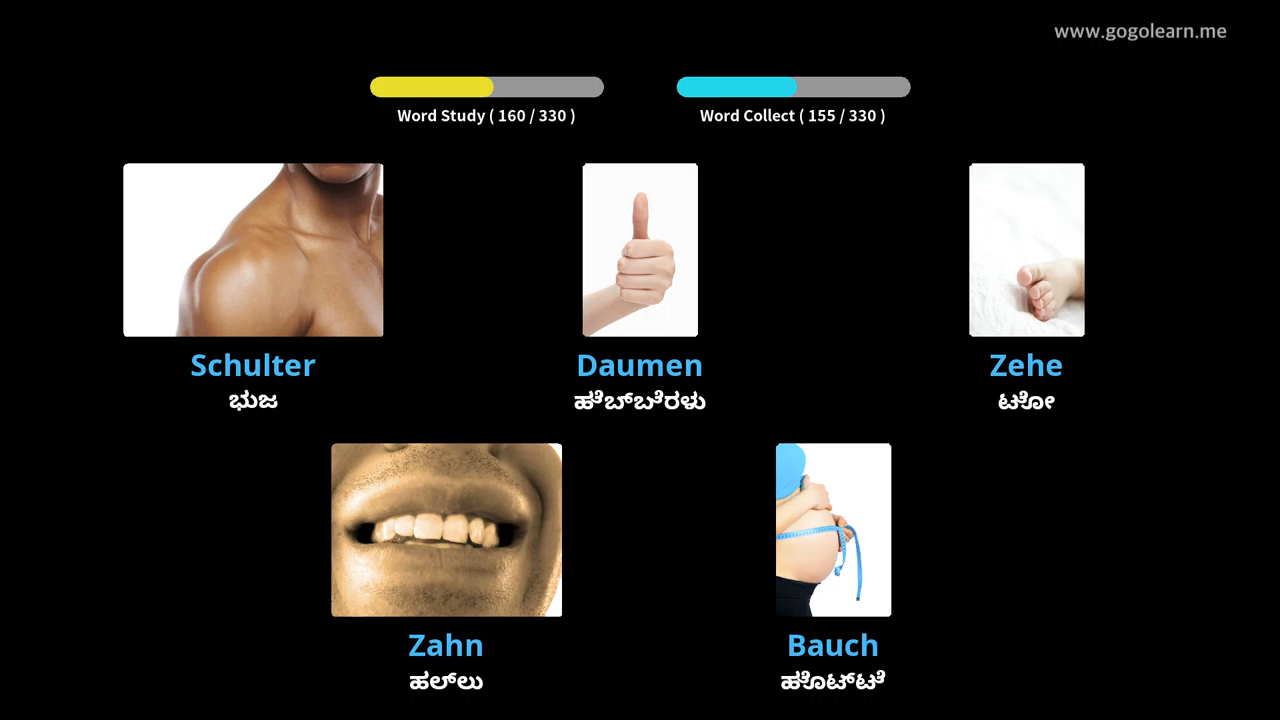 www.gogolearn.me
Word Study ( 160 / 330 )
Word Collect ( 155 / 330 )
Schulter
ಭುಜ
Daumen
ಹೆಬ್ಬೆರಳು
Zehe
ಟೋ
Zahn
ಹಲ್ಲು
Bauch
ಹೊಟ್ಟೆ